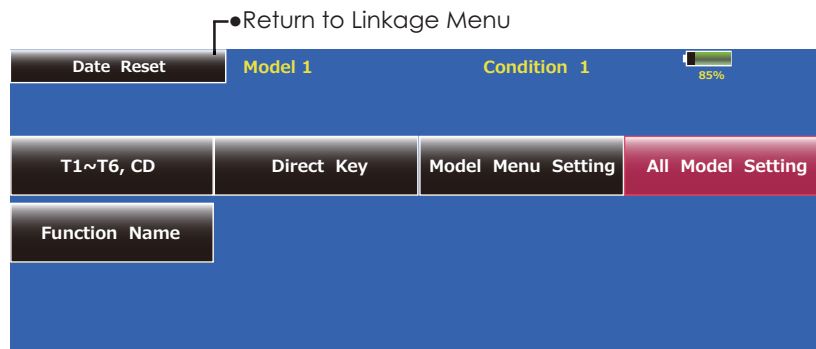 ●Return to Linkage Menu
Date Reset Model 1 Condition 1 85%
T1~T6, CD Direct Key Model Menu Setting All Model Setting
Function Name